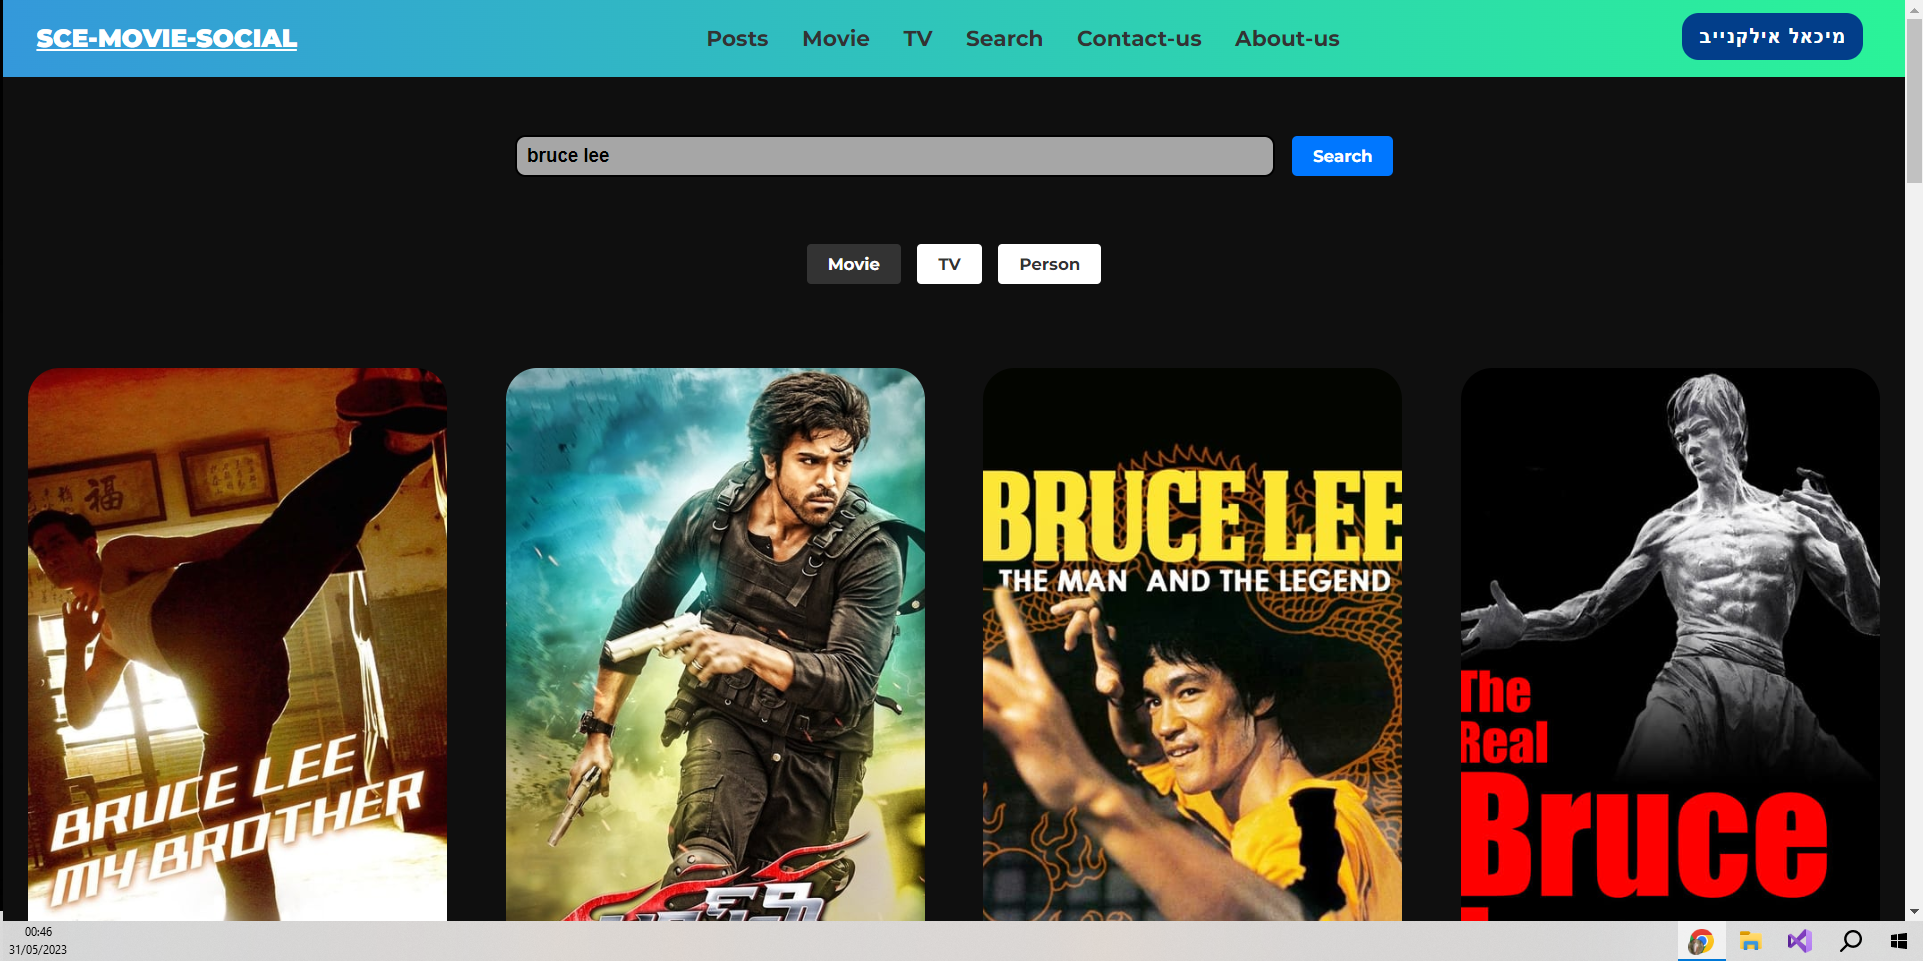 SCE-MOVIE-SOCIAL
Posts
Movie
TV
Search
Contact-us
About-us
מיכאל אילקנייב
bruce lee
Search
Movie
TV
Person
福
BRUCE LEE
MY BROTHER
BRUCE LEE
THE MAN AND THE LEGEND
The
Real
Bruce
00:46
31/05/2023